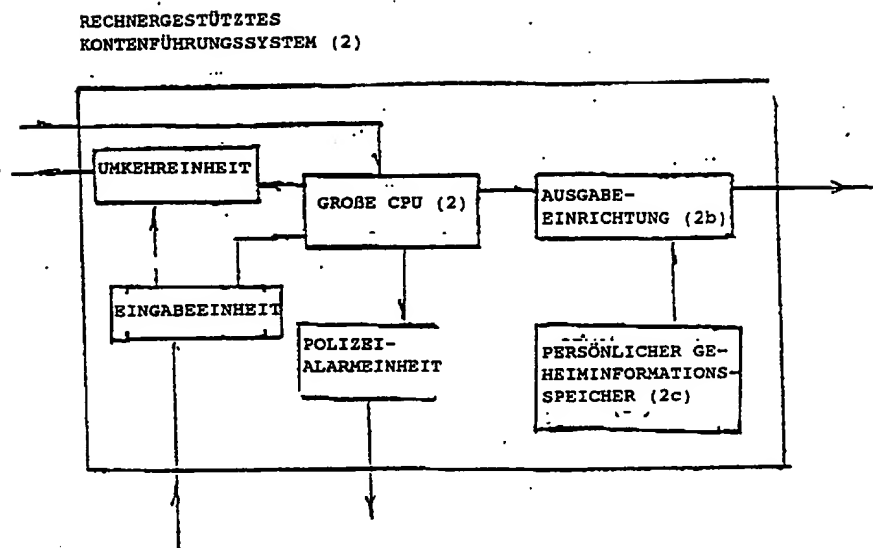 RECHNERGESTÜTZTES
KONTENFÜHRUNGSSYSTEM (2)
UMKEHREINHEIT
GROßE CPU (2)
AUSGABE-
EINRICHTUNG (2b)
EINGABEEINHEIT
POLIZEI-
ALARMEINHEIT
PERSÖNLICHER GE-
HEIMINFORMATIONS-
SPEICHER (2c)